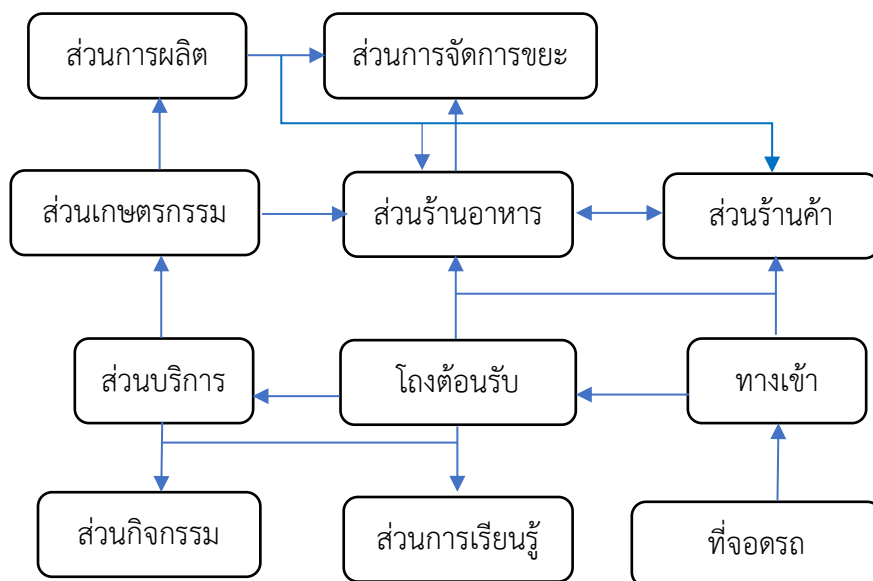 ส่วนการผลิต
ส่วนการจัดการขยะ
ส่วนเกษตรกรรม
ส่วนร้านอาหาร
ส่วนร้านค้า
ส่วนบริการ
โถงต้อนรับ
ทางเข้า
ส่วนกิจกรรม
ส่วนการเรียนรู้
ที่จอดรถ